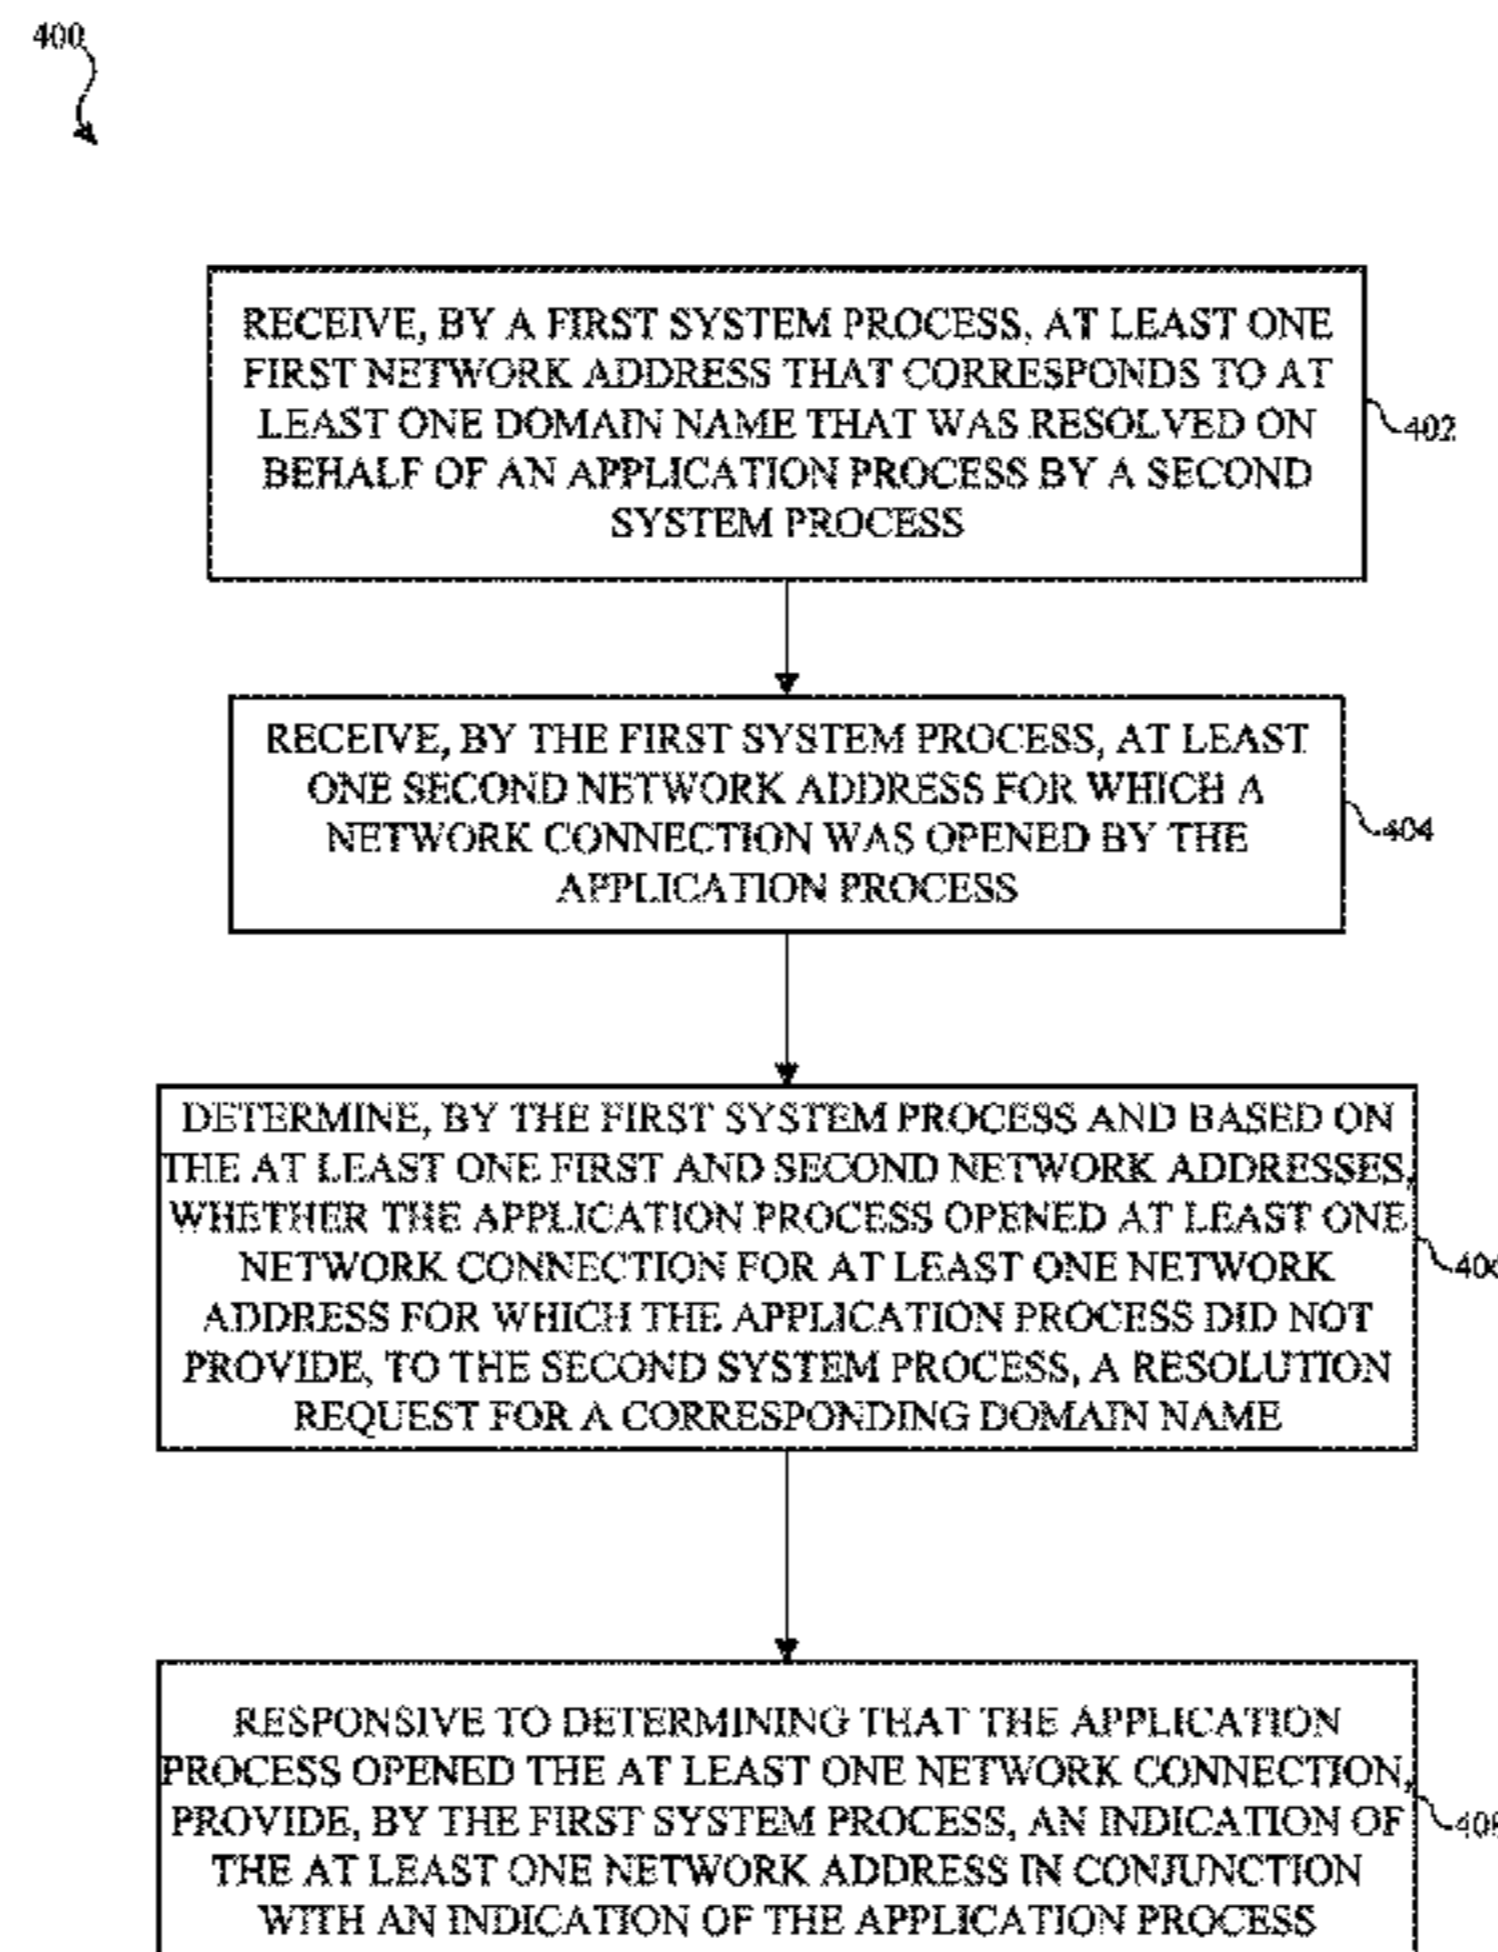 400
RECEIVE, BY A FIRST SYSTEM PROCESS, AT LEAST ONE
FIRST NETWORK ADDRESS THAT CORRESPONDS TO AT
LEAST ONE DOMAIN NAME THAT WAS RESOLVED ON
BEHALF OF AN APPLICATION PROCESS BY A SECOND
SYSTEM PROCESS
402
RECEIVE, BY THE FIRST SYSTEM PROCESS, AT LEAST
ONE SECOND NETWORK ADDRESS FOR WHICH A
NETWORK CONNECTION WAS OPENED BY THE
APPLICATION PROCESS
404
DETERMINE, BY THE FIRST SYSTEM PROCESS AND BASED ON
THE AT LEAST ONE FIRST AND SECOND NETWORK ADDRESSES,
WHETHER THE APPLICATION PROCESS OPENED AT LEAST ONE
NETWORK CONNECTION FOR AT LEAST ONE NETWORK
ADDRESS FOR WHICH THE APPLICATION PROCESS DID NOT
PROVIDE, TO THE SECOND SYSTEM PROCESS, A RESOLUTION
REQUEST FOR A CORRESPONDING DOMAIN NAME
RESPONSIVE TO DETERMINING THAT THE APPLICATION
PROCESS OPENED THE AT LEAST ONE NETWORK CONNECTION,
PROVIDE, BY THE FIRST SYSTEM PROCESS, AN INDICATION OF
THE AT LEAST ONE NETWORK ADDRESS IN CONJUNCTION
WITH AN INDICATION OF THE APPLICATION PROCESS